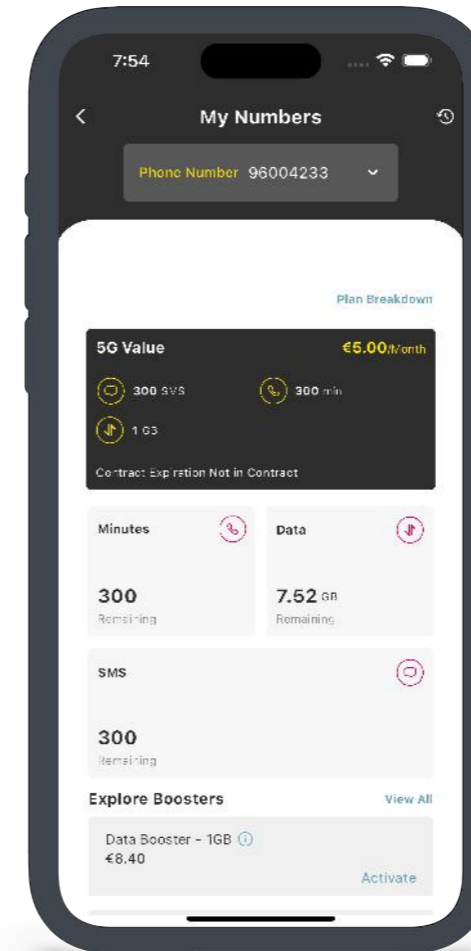 7:54
My Numbers
Phone Number 96004233
Plan Breakdown
5G Value €5.00/Month
300 SMS 300 min
1 GB
Contract Expiration Not in Contract
Minutes Data
300 7.52 GB
Remaining Remaining
SMS
300
Remaining
Explore Boosters View All
Data Booster - 1GB
€8.40
Activate